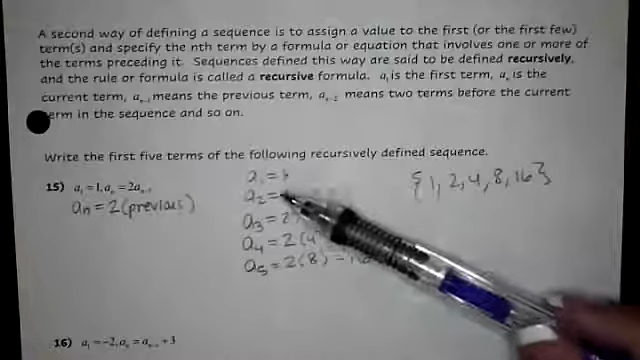 A second way of defining a sequence is to assign a value to the first (or the first few)
term(s) and specify the nth term by a formula or equation that involves one or more of
the terms preceding it. Sequences defined this way are said to be defined recursively,
and the rule or formula is called a recursive formula. a₁ is the first term, aₙ is the
current term, aₙ₋₁ means the previous term, aₙ₋₂ means two terms before the current
erm in the sequence and so on.
Write the first five terms of the following recursively defined sequence.
15) a₁ = 1, aₙ = 2aₙ₋₁
aₙ = 2(previous)
a₁ =
a₂ =
a₃ = 2
a₄ = 2(4
a₅ = 2(8) =
{1, 2, 4, 8, 16}
16) a₁ = -2, aₙ = aₙ₋₁ + 3